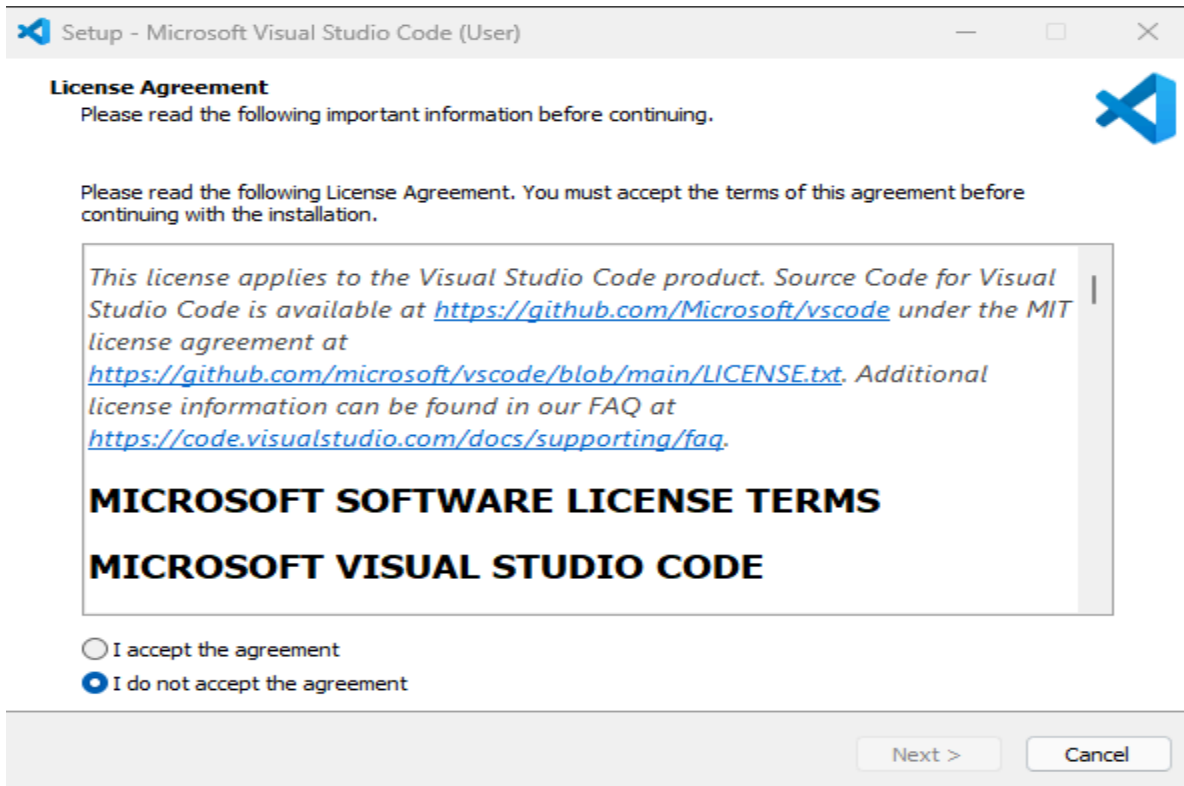 Setup - Microsoft Visual Studio Code (User)
License Agreement
Please read the following important information before continuing.
Please read the following License Agreement. You must accept the terms of this agreement before
continuing with the installation.
This license applies to the Visual Studio Code product. Source Code for Visual
Studio Code is available at https://github.com/Microsoft/vscode under the MIT
license agreement at
https://github.com/microsoft/vscode/blob/main/LICENSE.txt. Additional
license information can be found in our FAQ at
https://code.visualstudio.com/docs/supporting/faq.
MICROSOFT SOFTWARE LICENSE TERMS
MICROSOFT VISUAL STUDIO CODE
I accept the agreement
I do not accept the agreement
Next >
Cancel